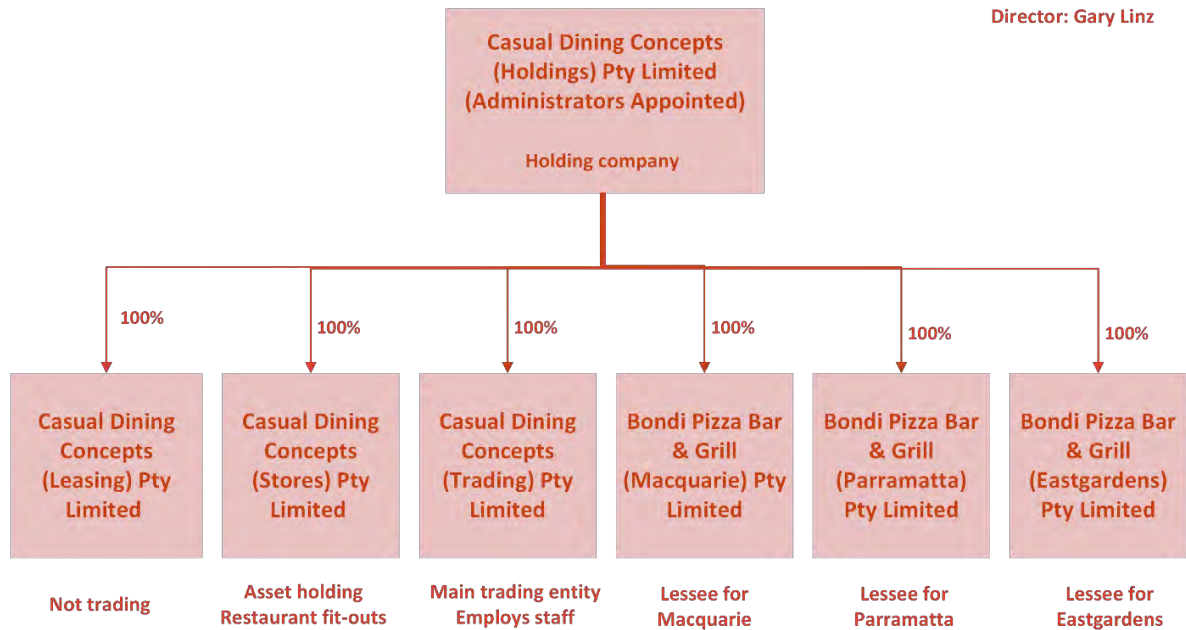 Director: Gary Linz
Casual Dining Concepts
(Holdings) Pty Limited
(Administrators Appointed)
Holding company
100%
100%
100%
100%
100%
100%
Casual Dining
Concepts
(Leasing) Pty
Limited
Casual Dining
Concepts
(Stores) Pty
Limited
Casual Dining
Concepts
(Trading) Pty
Limited
Bondi Pizza Bar
& Grill
(Macquarie) Pty
Limited
Bondi Pizza Bar
& Grill
(Parramatta)
Pty Limited
Bondi Pizza Bar
& Grill
(Eastgardens)
Pty Limited
Not trading
Asset holding
Restaurant fit-outs
Main trading entity
Employs staff
Lessee for
Macquarie
Lessee for
Parramatta
Lessee for
Eastgardens